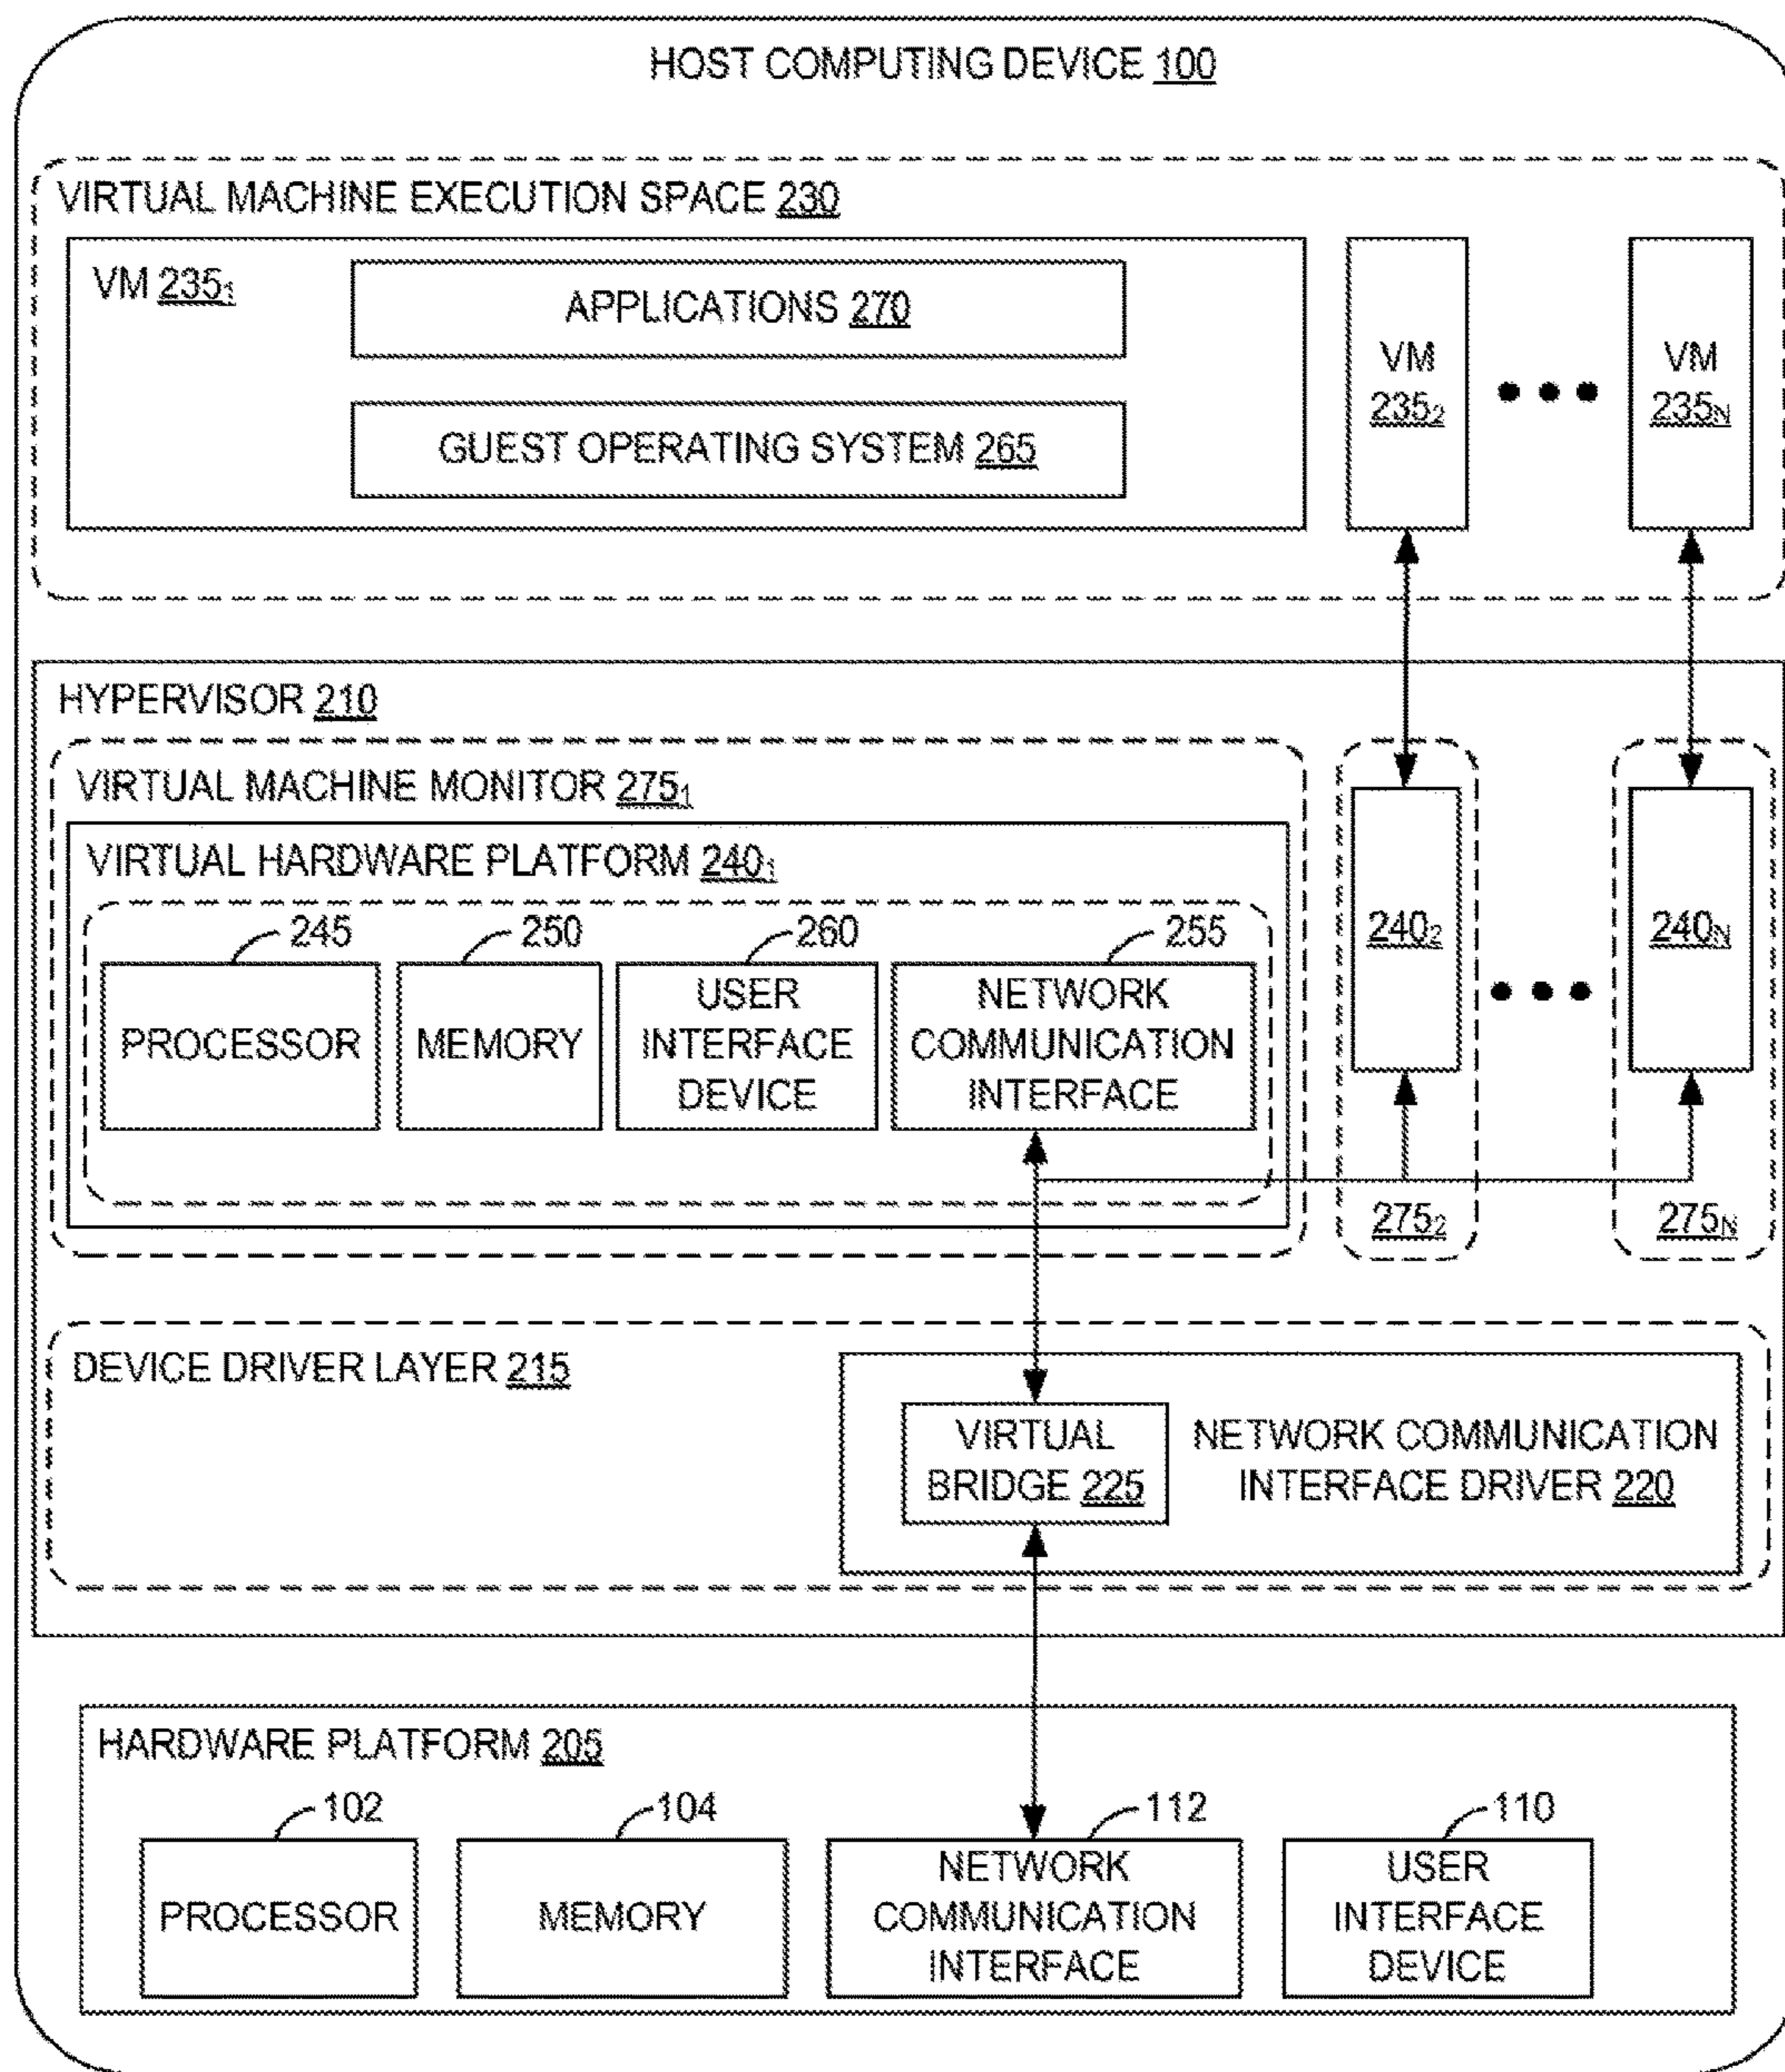 HOST COMPUTING DEVICE 100
VIRTUAL MACHINE EXECUTION SPACE 230
VM 235₁
APPLICATIONS 270
GUEST OPERATING SYSTEM 265
VM
235₂
VM
235ₙ
HYPERVISOR 210
VIRTUAL MACHINE MONITOR 275₁
VIRTUAL HARDWARE PLATFORM 240₁
245
250
260
255
PROCESSOR
MEMORY
USER
INTERFACE
DEVICE
NETWORK
COMMUNICATION
INTERFACE
240₂
240ₙ
275₂
275ₙ
DEVICE DRIVER LAYER 215
VIRTUAL
BRIDGE 225
NETWORK COMMUNICATION
INTERFACE DRIVER 220
HARDWARE PLATFORM 205
102
104
112
110
PROCESSOR
MEMORY
NETWORK
COMMUNICATION
INTERFACE
USER
INTERFACE
DEVICE